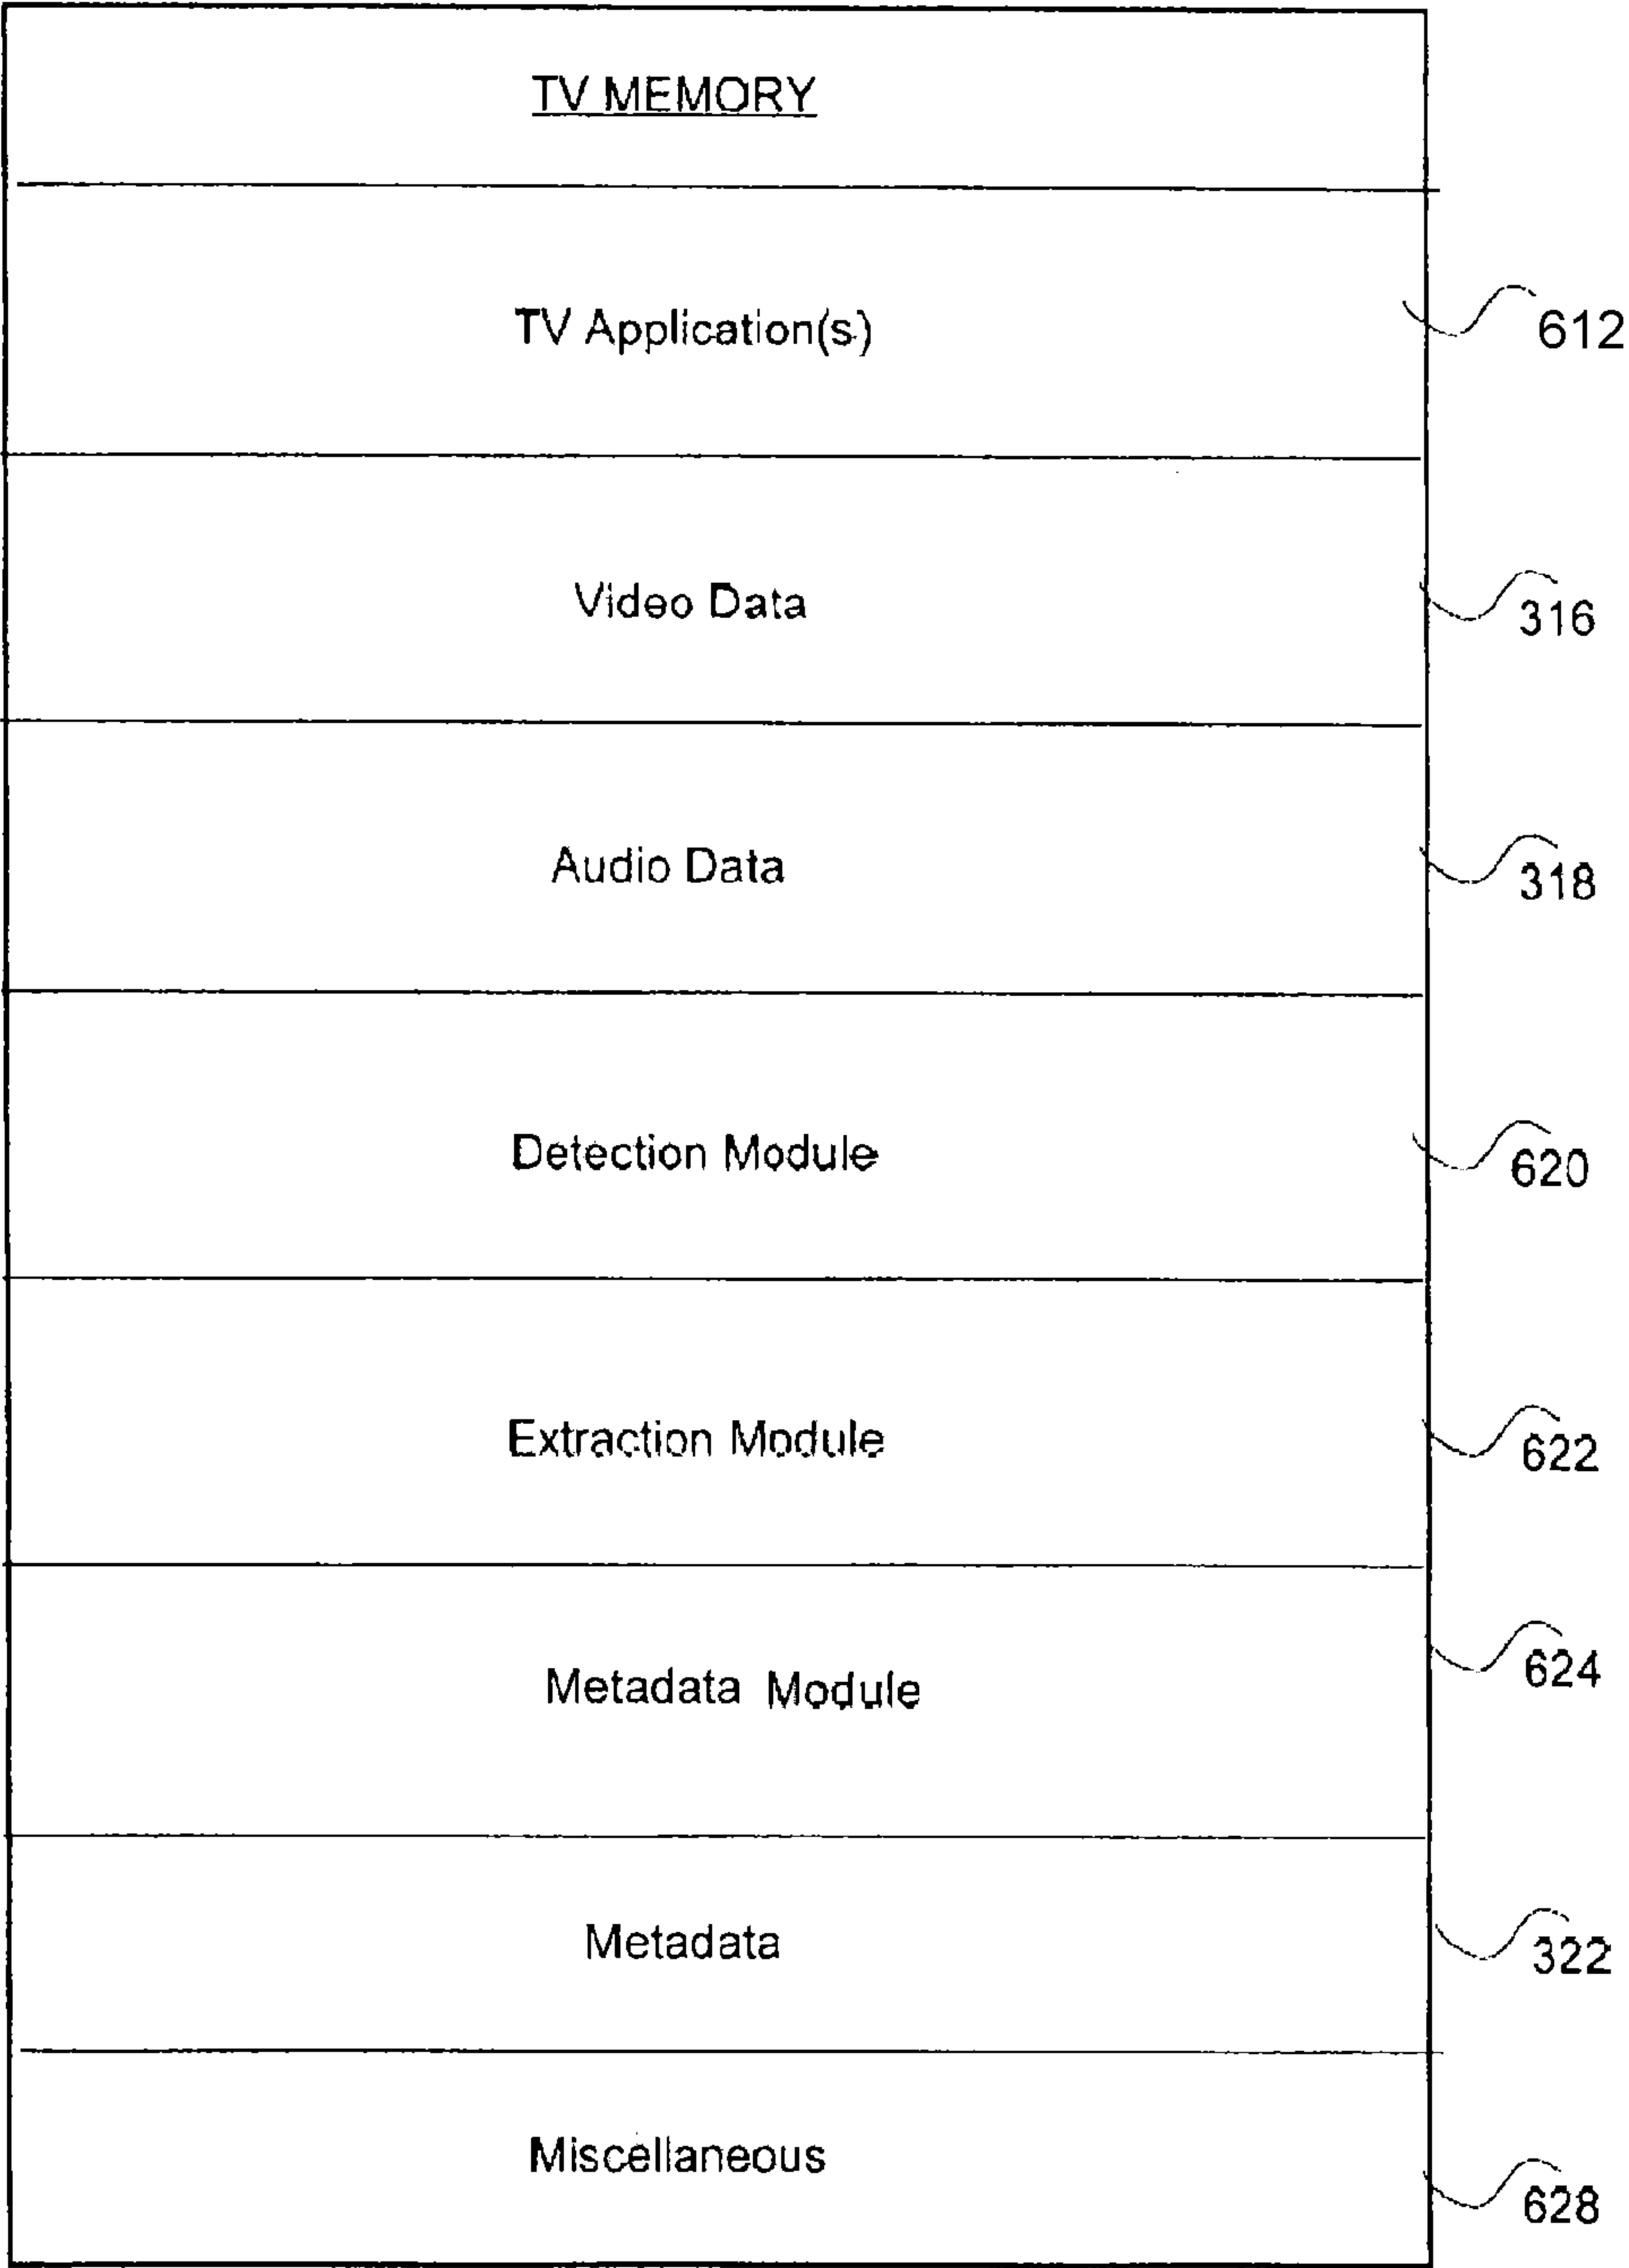 TV MEMORY
TV Application(s)
612
Video Data
316
Audio Data
318
Detection Module
620
Extraction Module
622
Metadata Module
624
Metadata
322
Miscellaneous
628